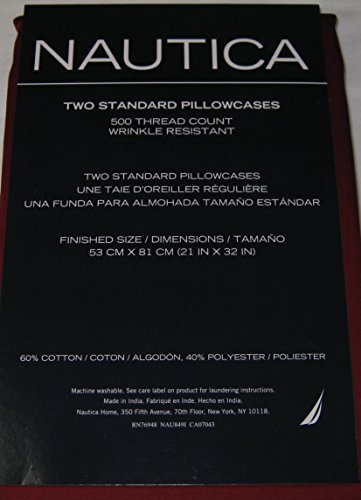 NAUTICA
TWO STANDARD PILLOWCASES
500 THREAD COUNT
WRINKLE RESISTANT
TWO STANDARD PILLOWCASES
UNE TAIE D'OREILLER RÉGULIÈRE
UNA FUNDA PARA ALMOHADA TAMAÑO ESTÁNDAR
FINISHED SIZE / DIMENSIONS / TAMAÑO
53 CM X 81 CM (21 IN X 32 IN)
60% COTTON / COTON / ALGODÓN, 40% POLYESTER / POLIESTER
Machine washable. See care label on product for laundering instructions.
Made in India, Fabriqué en Inde, Hecho en India.
Nautica Home, 350 Fifth Avenue, 70th Floor, New York, NY 10118.
RN76948 NAU8491 CA07043